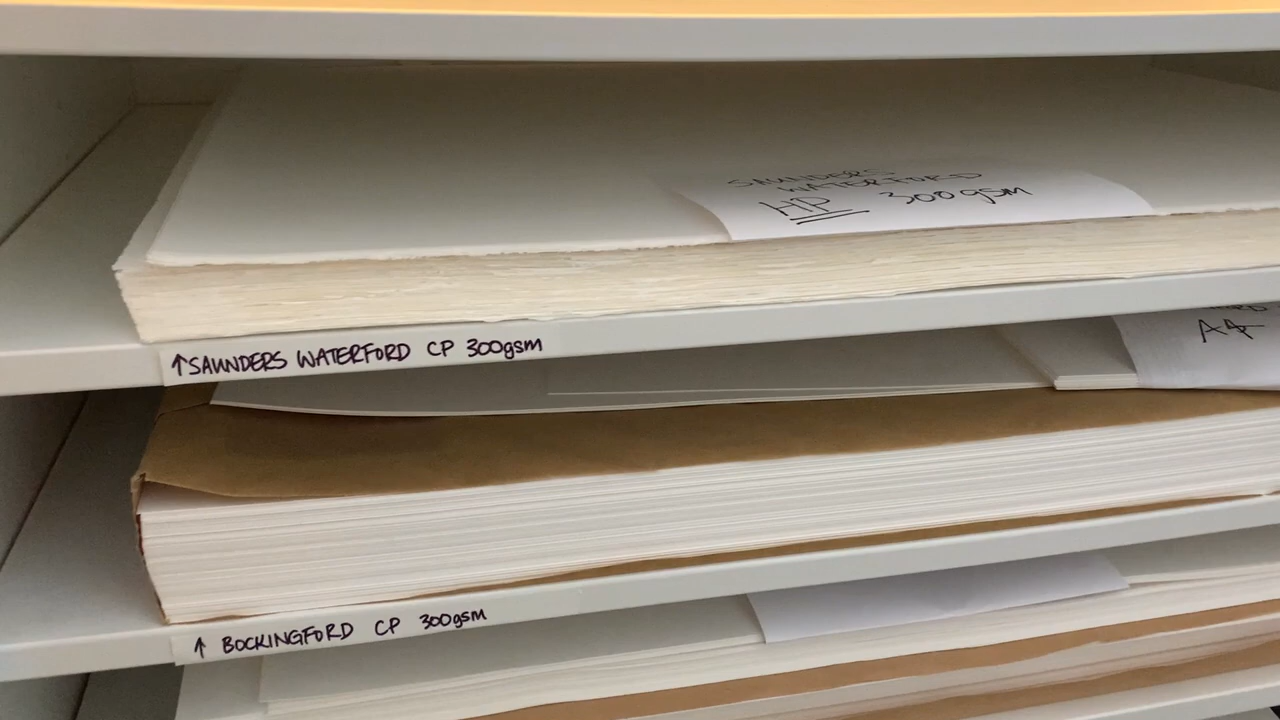 SAUNDERS
WATERFORD
HP 300gsm
↑SAUNDERS WATERFORD CP 300gsm
A4
↑ BOCKINGFORD CP 300gsm